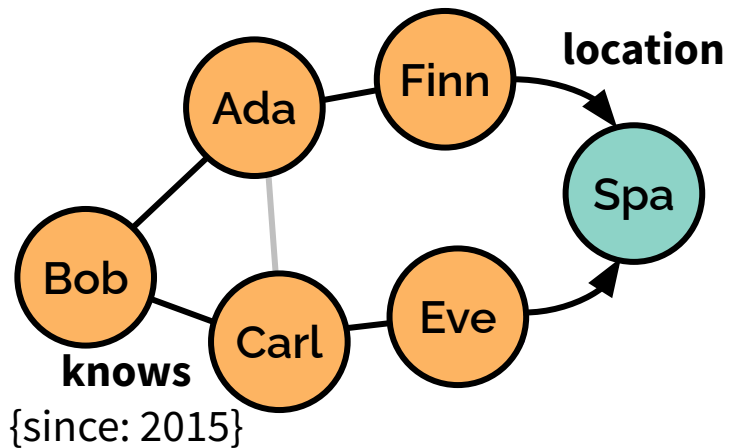 location
Finn
Ada
Spa
Bob
Eve
Carl
knows
{since: 2015}